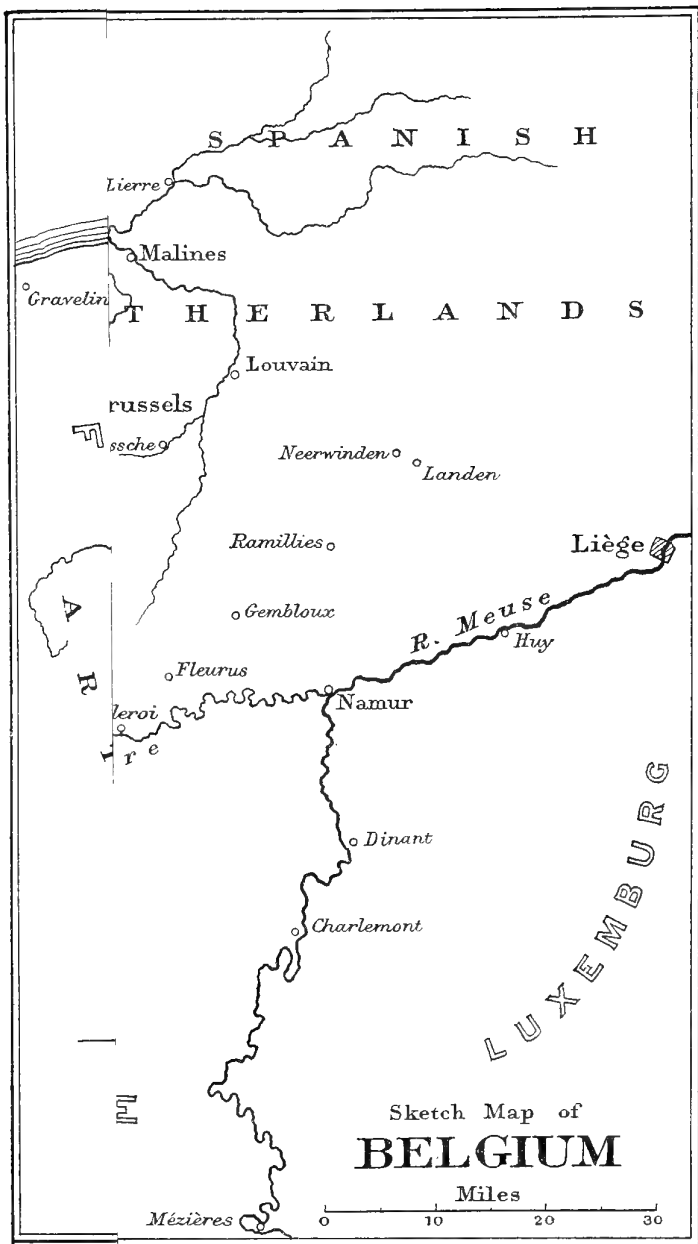 SPANISH
Lierre
Malines
Gravelin
THERLANDS
Louvain
russels
F
ssche
Neerwinden
Landen
Ramillies
Liège
A
R. Meuse
Gembloux
Huy
Fleurus
R
Namur
leroi
re
Dinant
LUXEMBURG
Charlemont
E
Sketch Map of
BELGIUM
Miles
Mézières
0 10 20 30